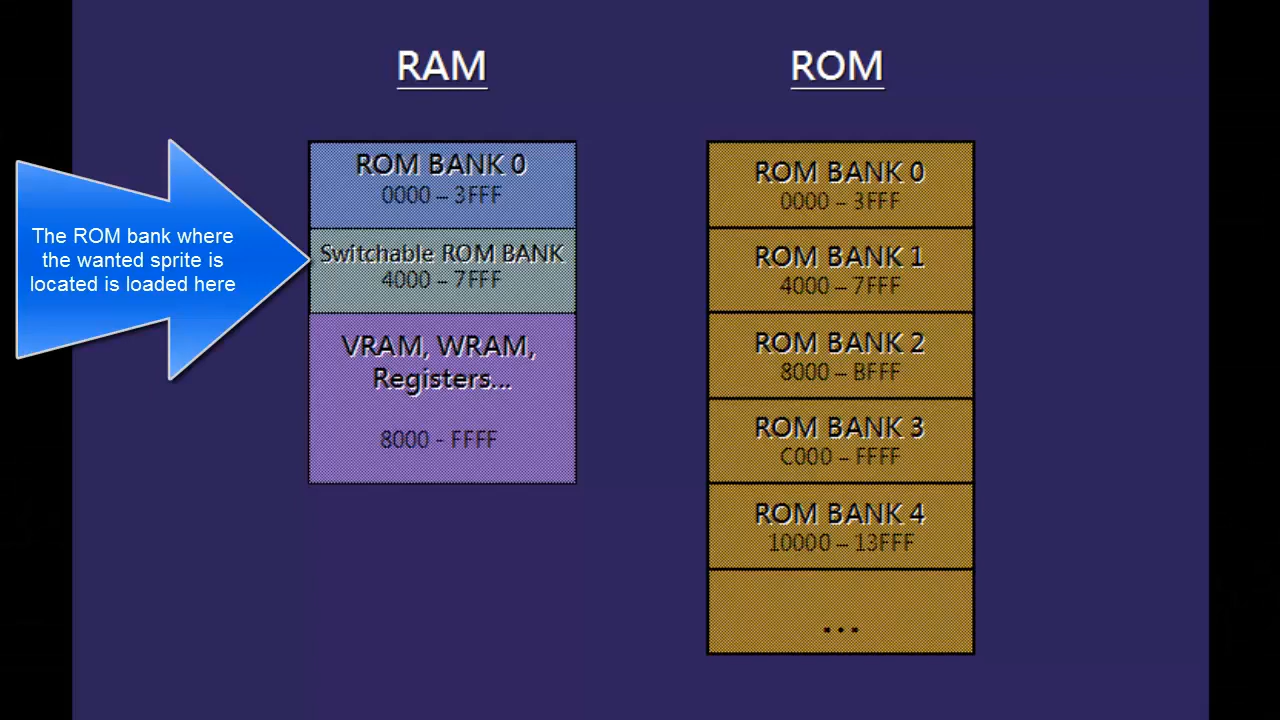 RAM
ROM
The ROM bank where
the wanted sprite is
located is loaded here
ROM BANK 0
0000 – 3FFF
Switchable ROM BANK
4000 – 7FFF
VRAM, WRAM,
Registers...
8000 - FFFF
ROM BANK 0
0000 – 3FFF
ROM BANK 1
4000 – 7FFF
ROM BANK 2
8000 – BFFF
ROM BANK 3
C000 – FFFF
ROM BANK 4
10000 – 13FFF
...